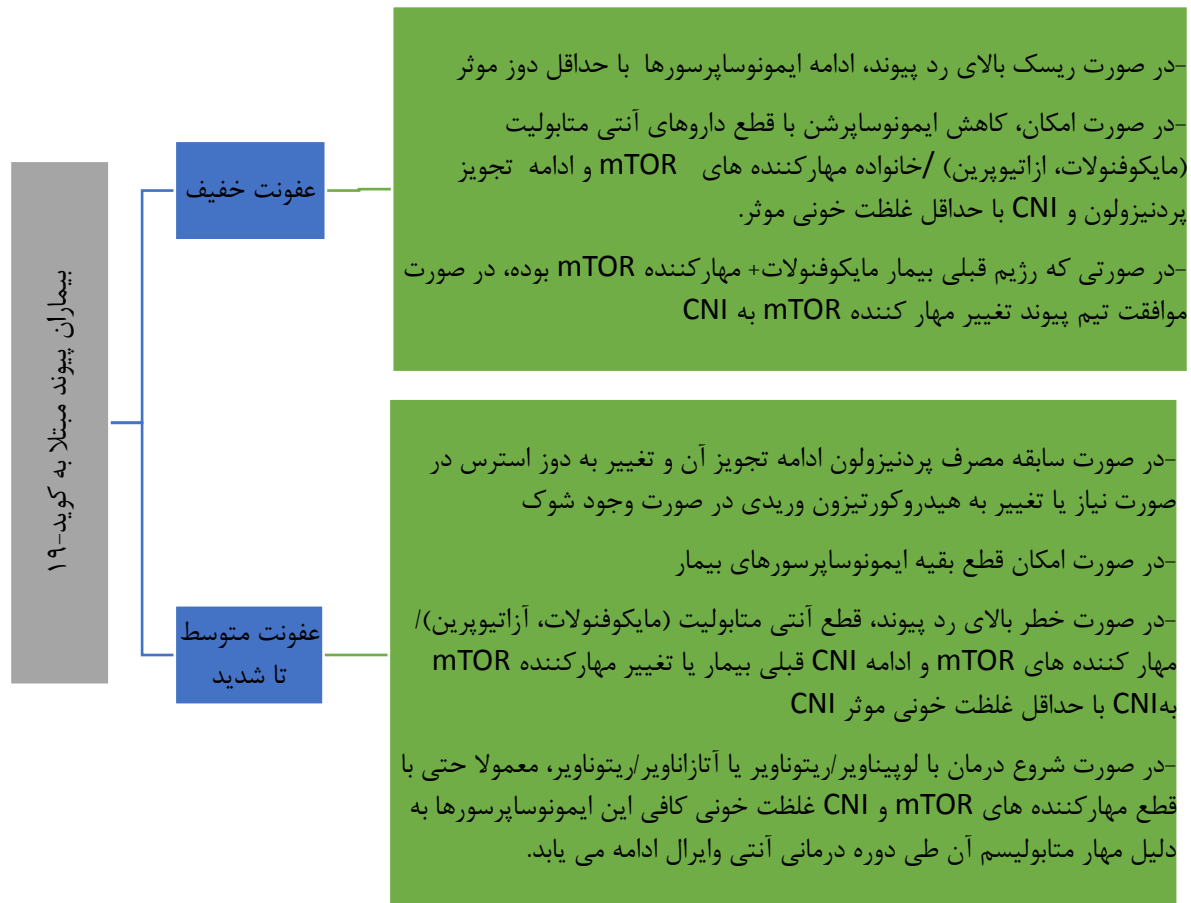 بیماران پیوند مبتلا به کوید-۱۹
عفونت خفیف
-در صورت ریسک بالای رد پیوند، ادامه ایمونوساپرسورها با حداقل دوز موثر
-در صورت امکان، کاهش ایمونوساپرشن با قطع داروهای آنتی متابولیت
(مایکوفنولات، ازاتیوپرین) /خانواده مهارکننده های mTOR و ادامه تجویز
پردنیزولون و CNI با حداقل غلظت خونی موثر.
-در صورتی که رژیم قبلی بیمار مایکوفنولات+ مهارکننده mTOR بوده، در صورت
موافقت تیم پیوند تغییر مهار کننده mTOR به CNI
عفونت متوسط
تا شدید
-در صورت سابقه مصرف پردنیزولون ادامه تجویز آن و تغییر به دوز استرس در
صورت نیاز یا تغییر به هیدروکورتیزون وریدی در صورت وجود شوک
-در صورت امکان قطع بقیه ایمونوساپرسورهای بیمار
-در صورت خطر بالای رد پیوند، قطع آنتی متابولیت (مایکوفنولات، آزاتیوپرین)/
مهار کننده های mTOR و ادامه CNI قبلی بیمار یا تغییر مهارکننده mTOR
بهCNI با حداقل غلظت خونی موثر CNI
-در صورت شروع درمان با لوپیناویر/ریتوناویر یا آتازاناویر/ریتوناویر، معمولا حتی با
قطع مهارکننده های mTOR و CNI غلظت خونی کافی این ایمونوساپرسورها به
دلیل مهار متابولیسم آن طی دوره درمانی آنتی وایرال ادامه می یابد.